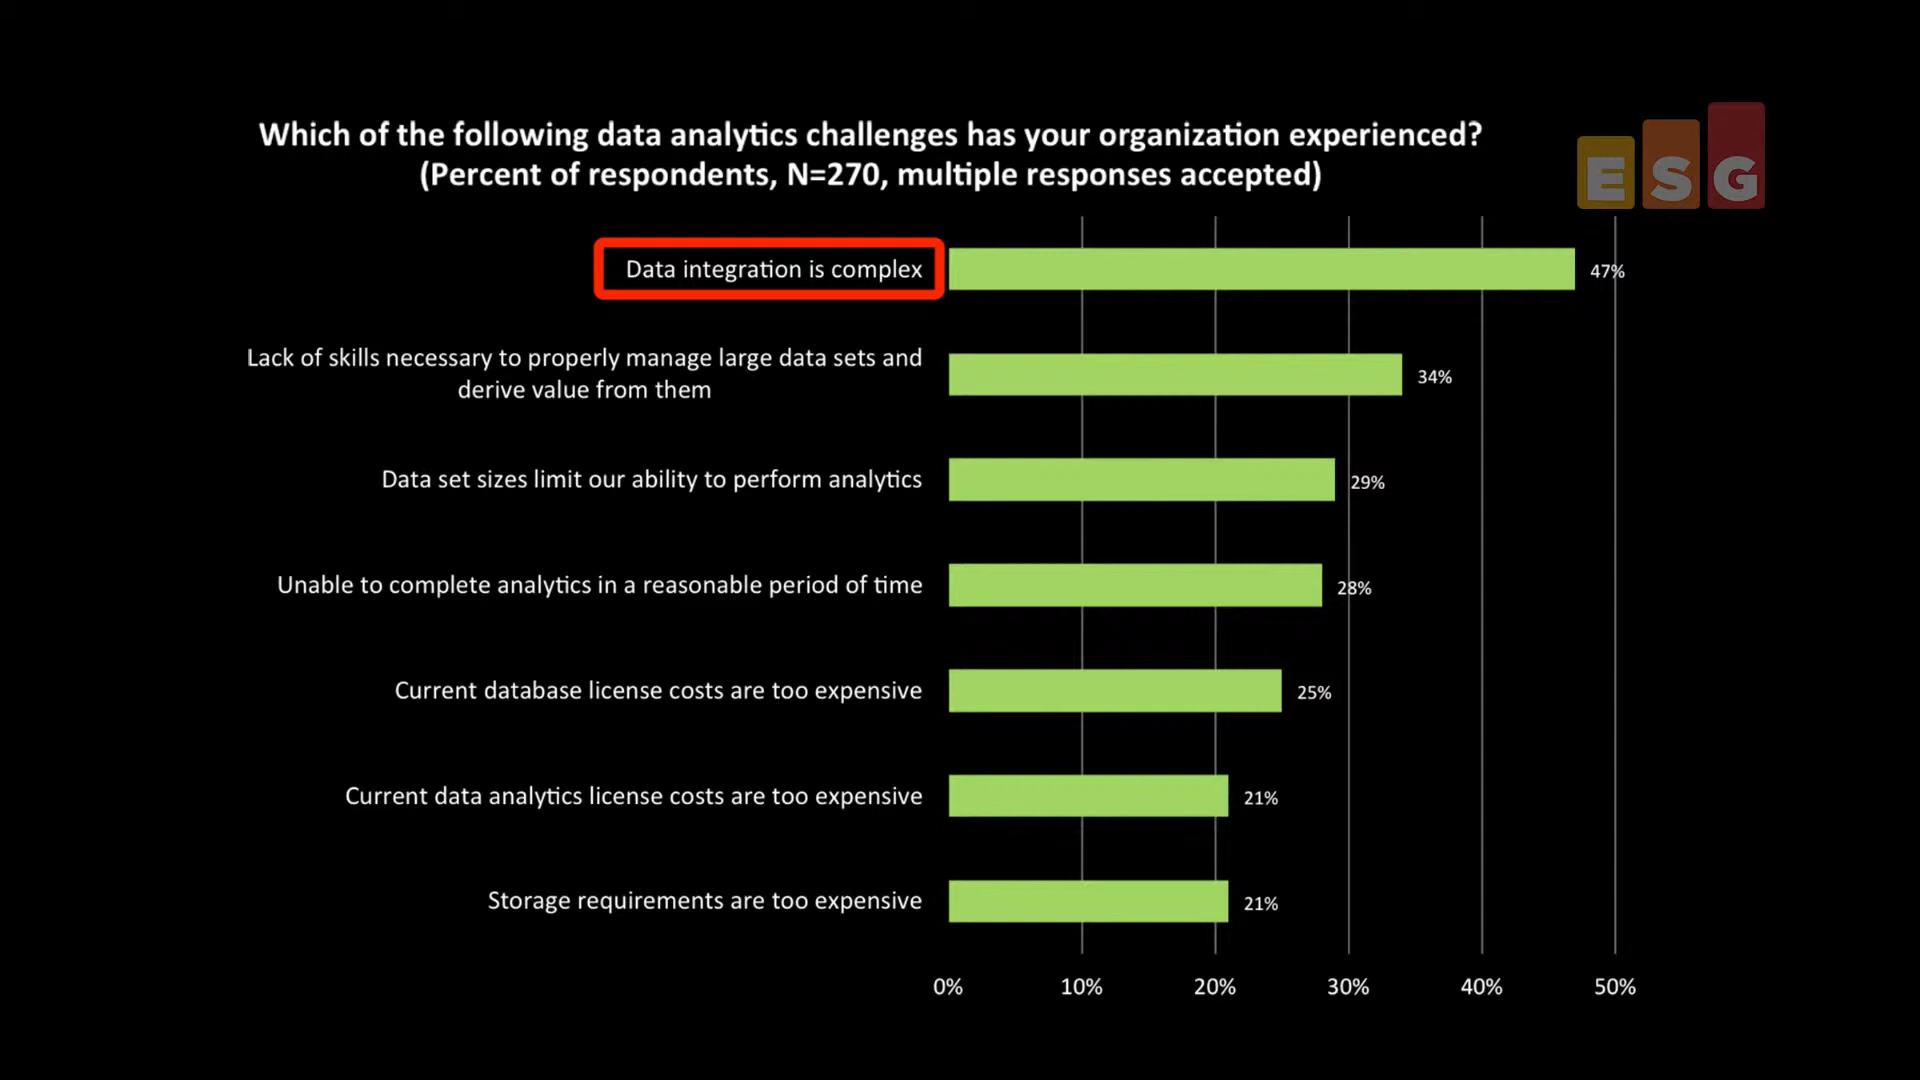 Which of the following data analytics challenges has your organization experienced?
(Percent of respondents, N=270, multiple responses accepted)
ESG
Data integration is complex
47%
Lack of skills necessary to properly manage large data sets and
derive value from them
34%
Data set sizes limit our ability to perform analytics
29%
Unable to complete analytics in a reasonable period of time
28%
Current database license costs are too expensive
25%
Current data analytics license costs are too expensive
21%
Storage requirements are too expensive
21%
0% 10% 20% 30% 40% 50%